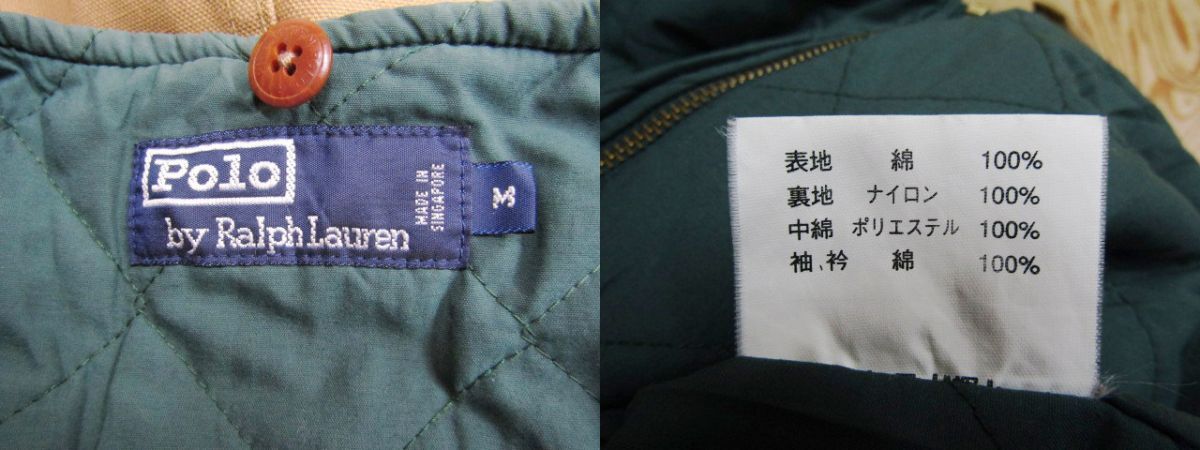 Polo
by Ralph Lauren
MADE IN
SINGAPORE
M
表地 綿 100%
裏地 ナイロン 100%
中綿 ポリエステル 100%
袖、衿 綿 100%